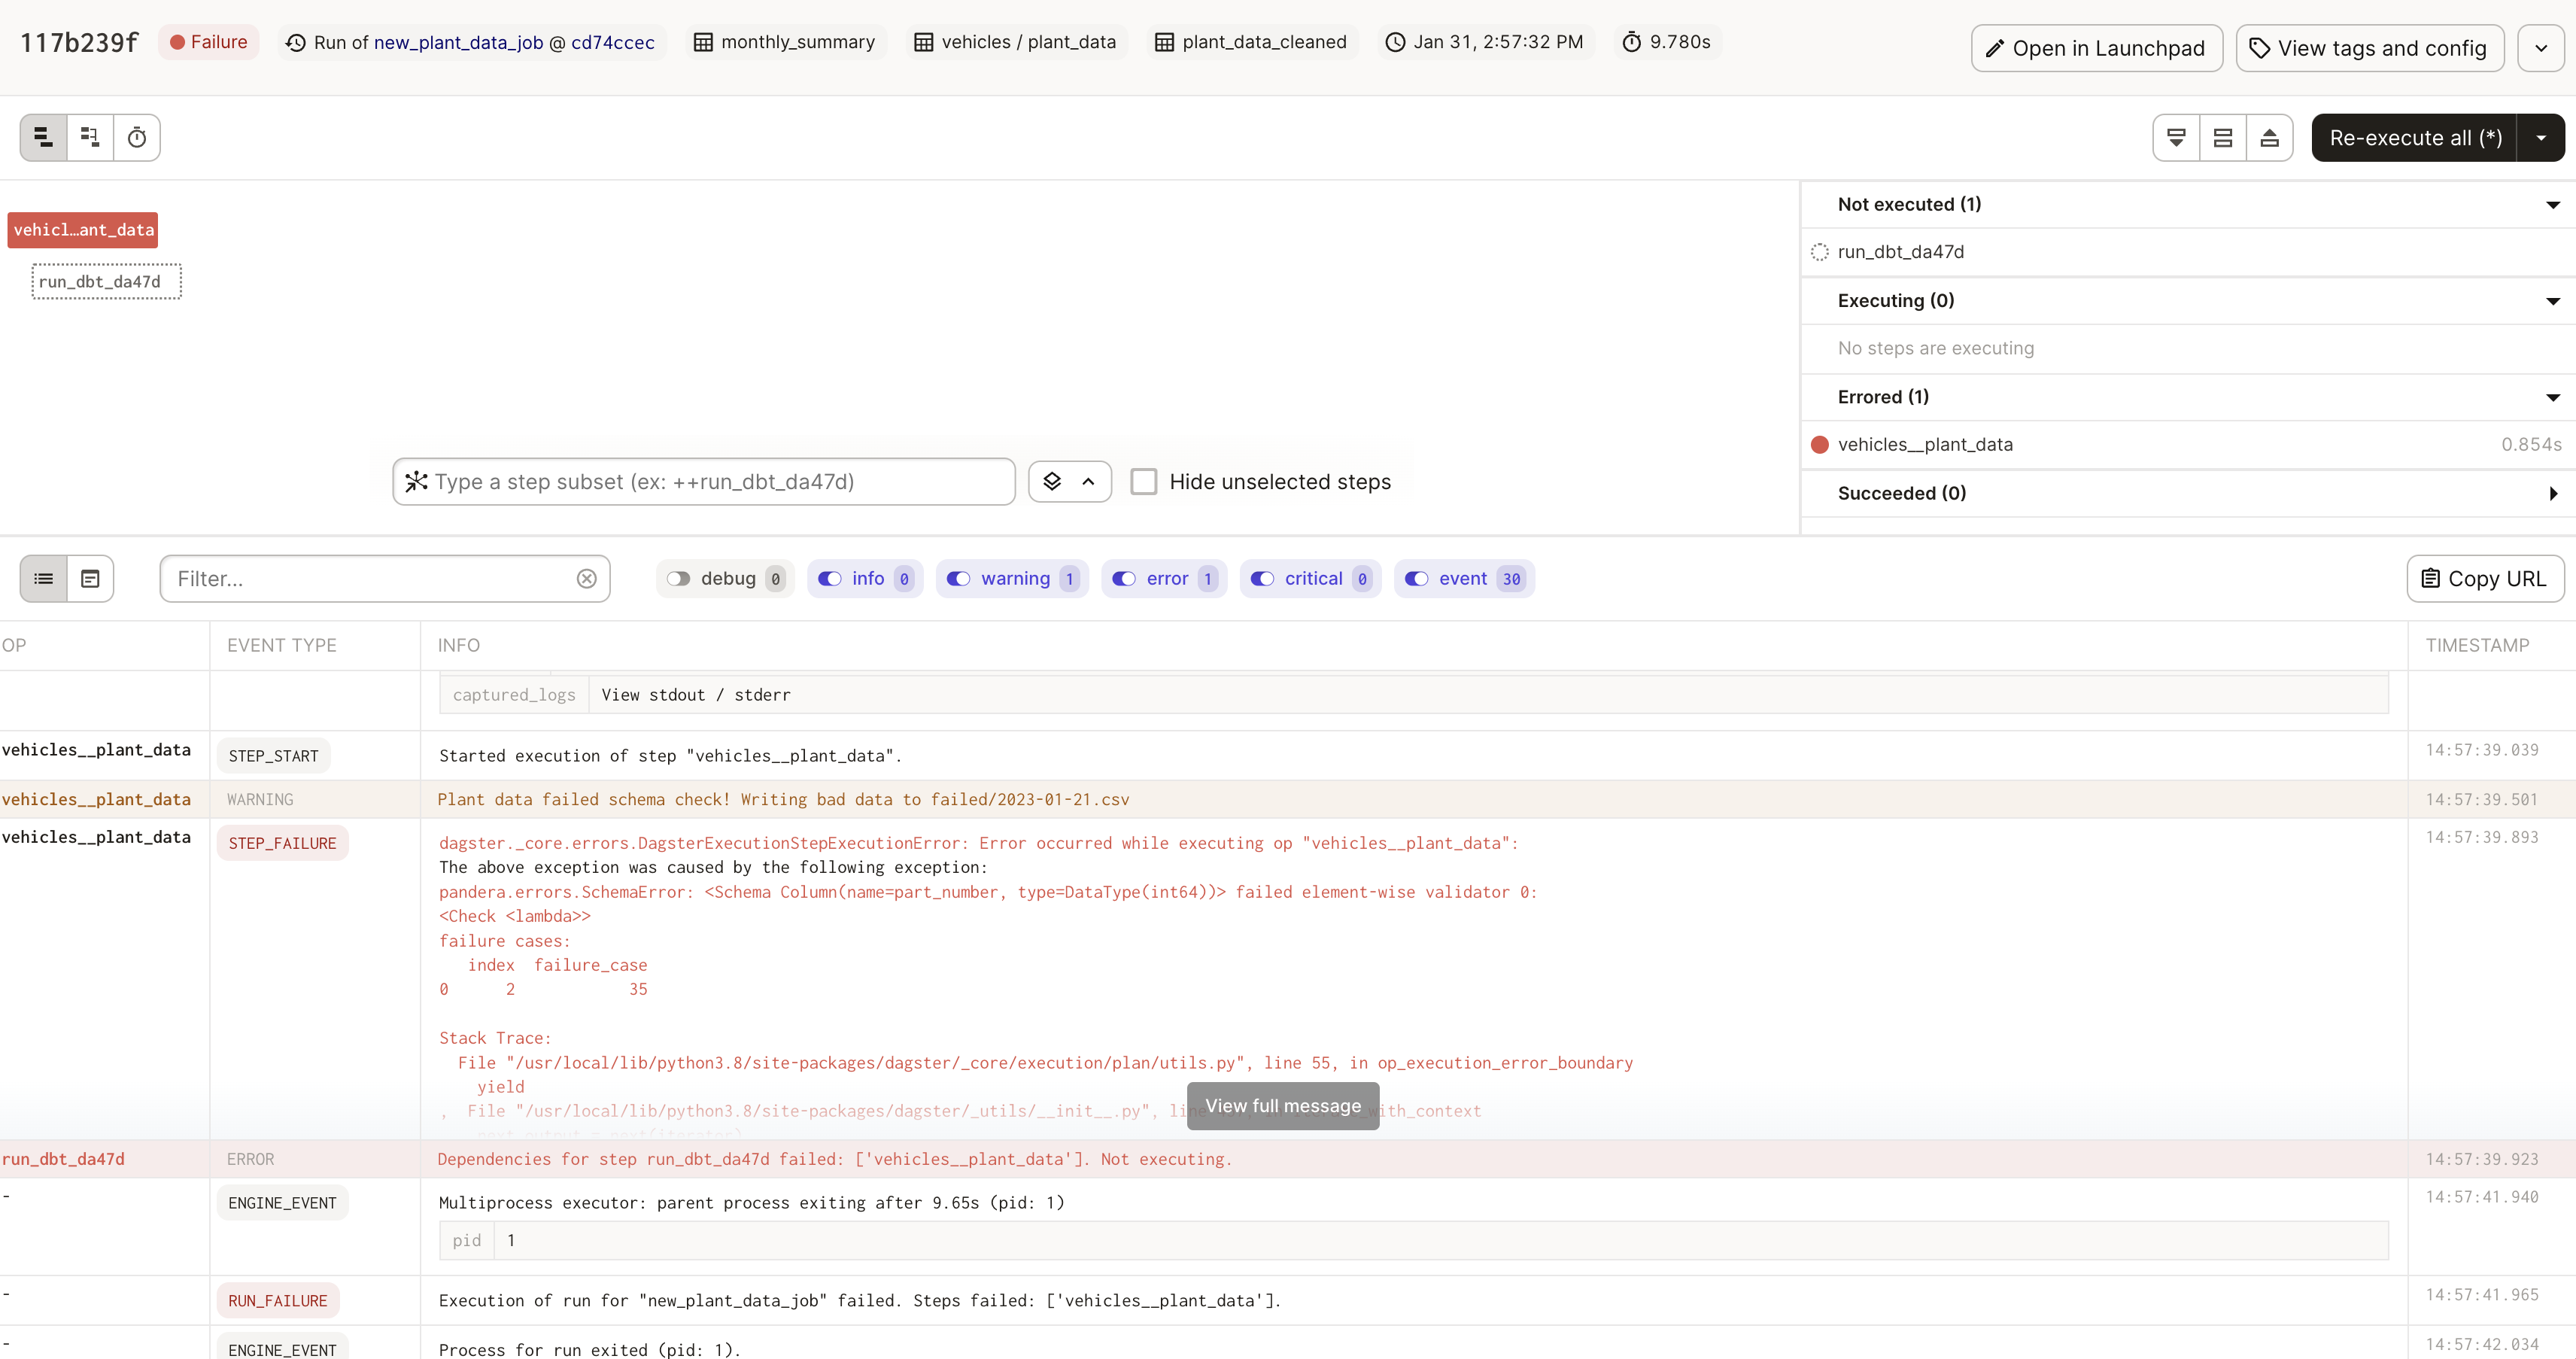 117b239f Failure Run of new_plant_data_job @ cd74ccec monthly_summary vehicles / plant_data plant_data_cleaned Jan 31, 2:57:32 PM 9.780s Open in Launchpad View tags and config
Re-execute all (*)
vehicl…ant_data
run_dbt_da47d
Not executed (1)
run_dbt_da47d
Executing (0)
No steps are executing
Errored (1)
vehicles__plant_data 0.854s
Succeeded (0)
Type a step subset (ex: ++run_dbt_da47d) Hide unselected steps
Filter... debug 0 info 0 warning 1 error 1 critical 0 event 30 Copy URL
OP EVENT TYPE INFO TIMESTAMP
captured_logs View stdout / stderr
vehicles__plant_data STEP_START Started execution of step "vehicles__plant_data". 14:57:39.039
vehicles__plant_data WARNING Plant data failed schema check! Writing bad data to failed/2023-01-21.csv 14:57:39.501
vehicles__plant_data STEP_FAILURE dagster._core.errors.DagsterExecutionStepExecutionError: Error occurred while executing op "vehicles__plant_data": 14:57:39.893
The above exception was caused by the following exception:
pandera.errors.SchemaError: <Schema Column(name=part_number, type=DataType(int64))> failed element-wise validator 0:
<Check <lambda>>
failure cases:
index failure_case
0 2 35
Stack Trace:
File "/usr/local/lib/python3.8/site-packages/dagster/_core/execution/plan/utils.py", line 55, in op_execution_error_boundary
yield
, File "/usr/local/lib/python3.8/site-packages/dagster/_utils/__init__.py", with_context
View full message
next_output = next(iterator)
run_dbt_da47d ERROR Dependencies for step run_dbt_da47d failed: ['vehicles__plant_data']. Not executing. 14:57:39.923
- ENGINE_EVENT Multiprocess executor: parent process exiting after 9.65s (pid: 1) 14:57:41.940
pid 1
- RUN_FAILURE Execution of run for "new_plant_data_job" failed. Steps failed: ['vehicles__plant_data']. 14:57:41.965
- ENGINE_EVENT Process for run exited (pid: 1). 14:57:42.034